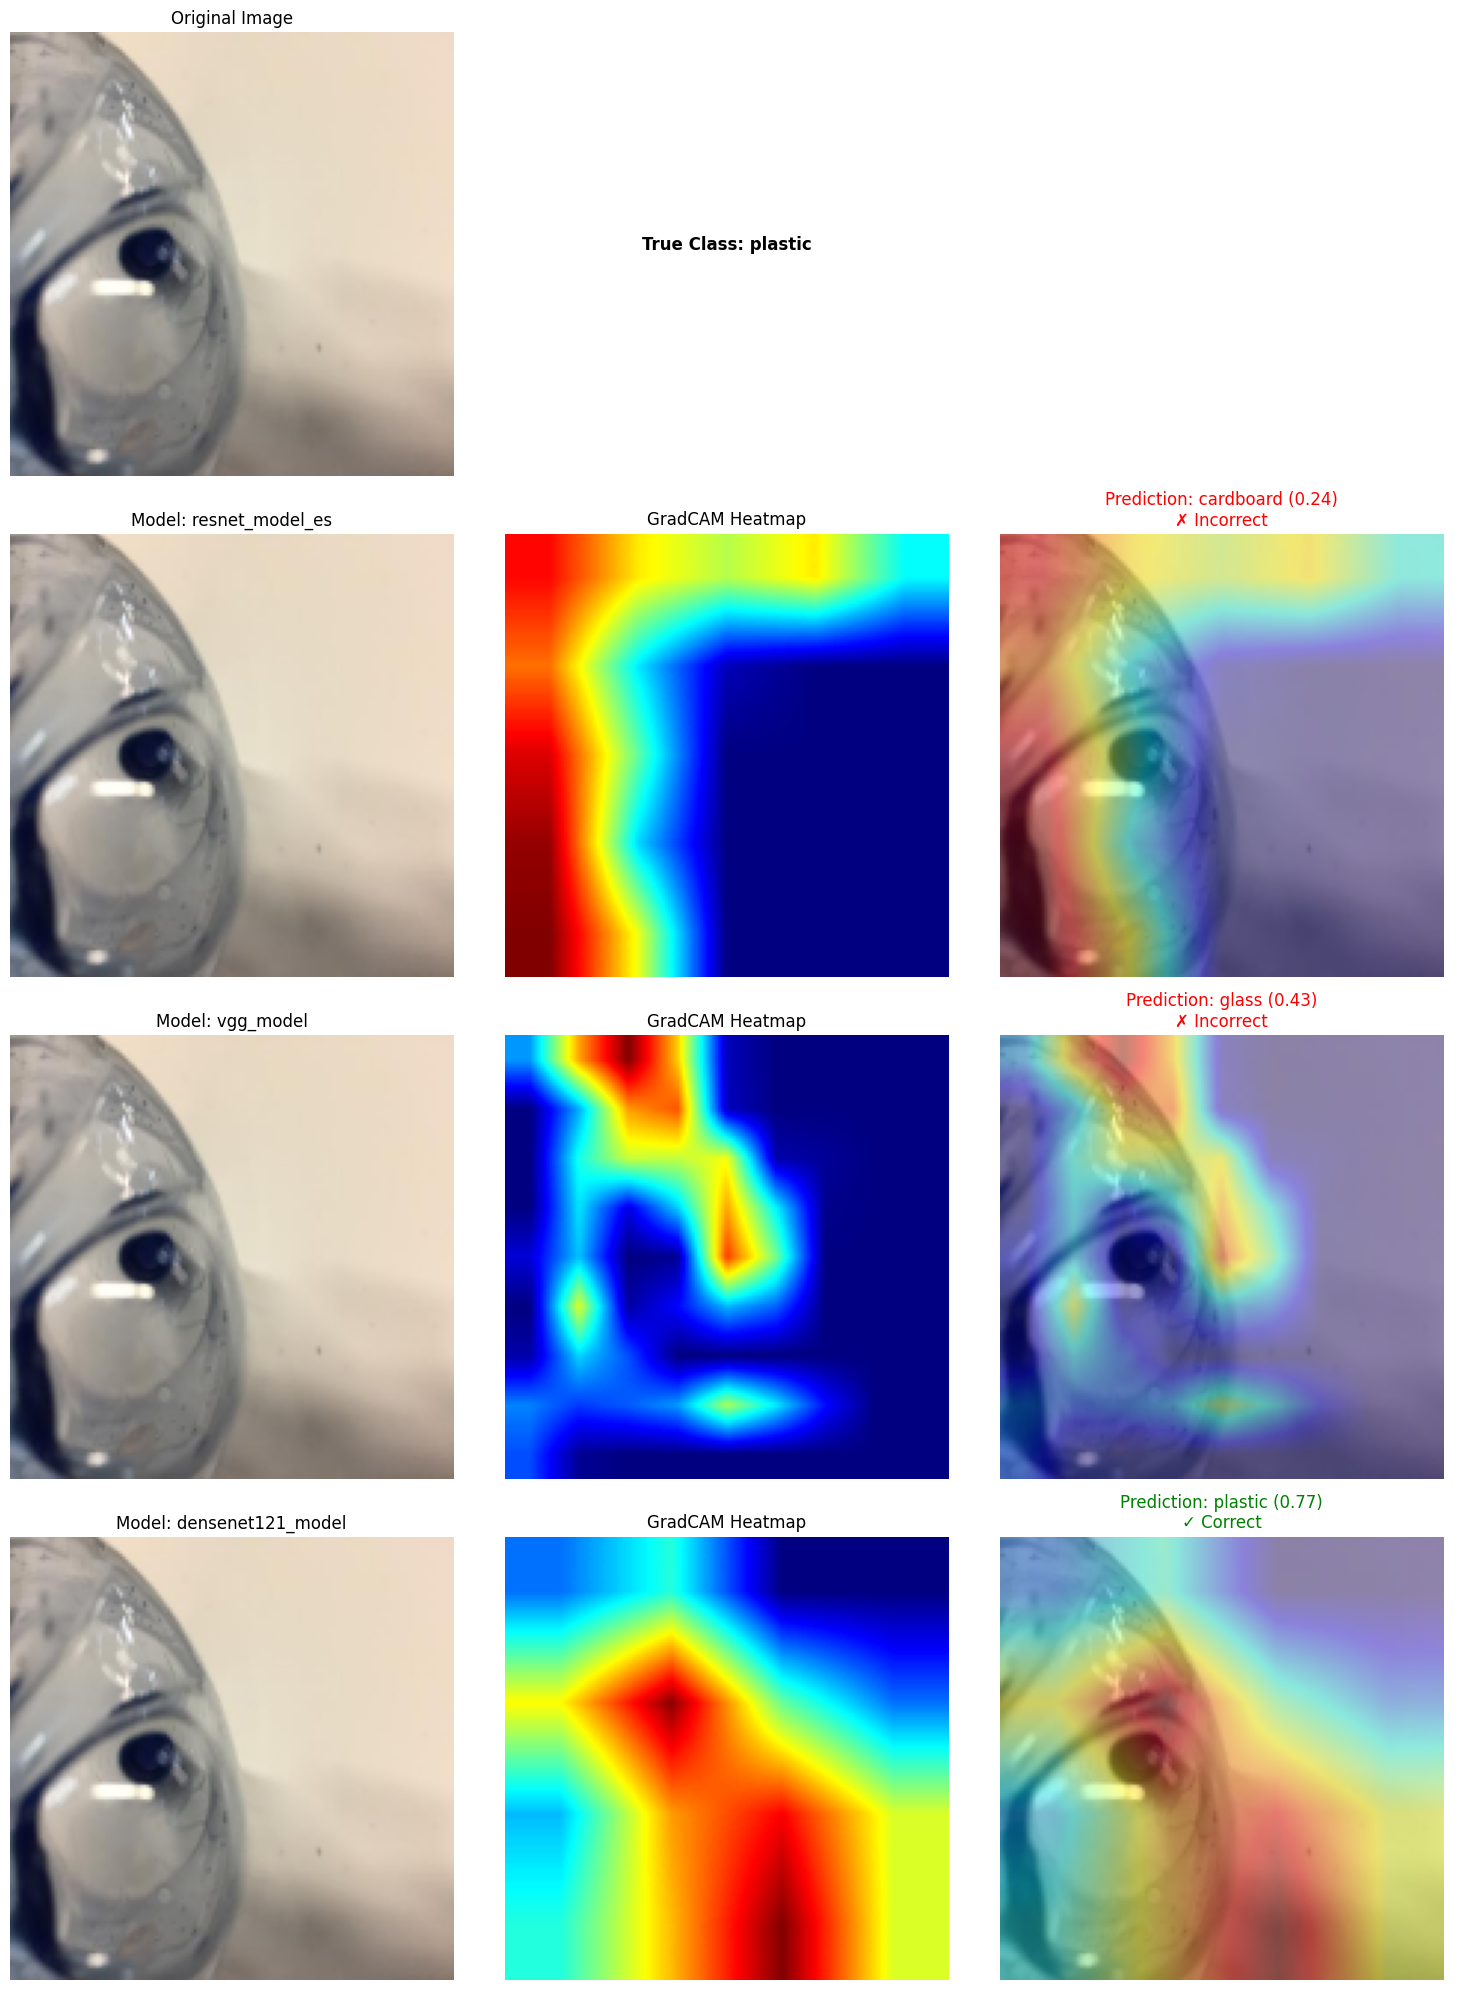 Original Image
True Class: plastic
Model: resnet_model_es
GradCAM Heatmap
Prediction: cardboard (0.24)
✗ Incorrect
Model: vgg_model
GradCAM Heatmap
Prediction: glass (0.43)
✗ Incorrect
Model: densenet121_model
GradCAM Heatmap
Prediction: plastic (0.77)
✓ Correct